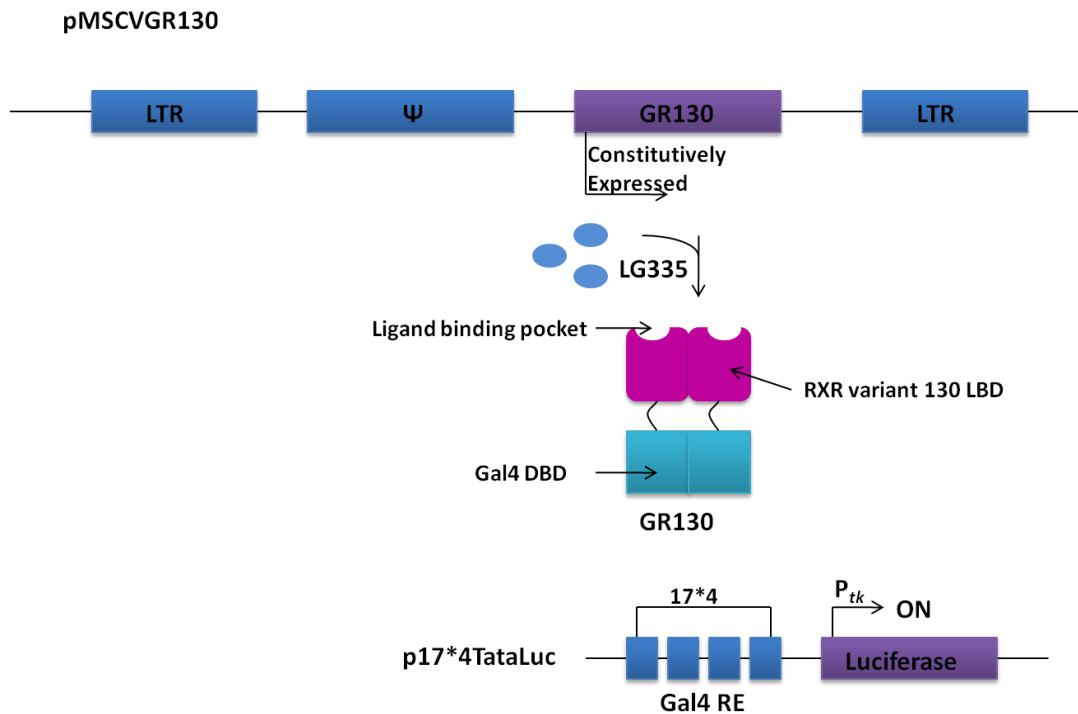 pMSCVGR130
LTR
Ψ
GR130
LTR
Constitutively
Expressed
LG335
Ligand binding pocket
RXR variant 130 LBD
Gal4 DBD
GR130
17*4
Ptk
ON
p17*4TataLuc
Luciferase
Gal4 RE